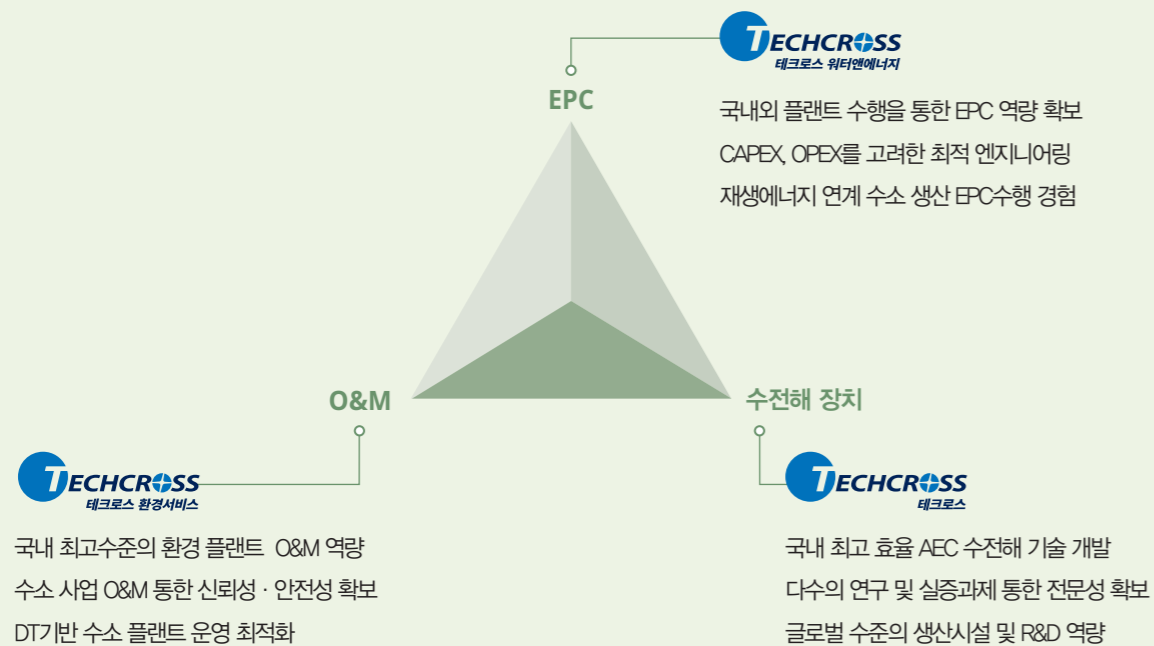 TECHCROSS
테크로스 워터앤에너지
EPC
국내외 플랜트 수행을 통한 EPC 역량 확보
CAPEX, OPEX를 고려한 최적 엔지니어링
재생에너지 연계 수소 생산 EPC수행 경험
O&M
TECHCROSS
테크로스 환경서비스
국내 최고수준의 환경 플랜트 O&M 역량
수소 사업 O&M 통한 신뢰성 · 안전성 확보
DT기반 수소 플랜트 운영 최적화
수전해 장치
TECHCROSS
테크로스
국내 최고 효율 AEC 수전해 기술 개발
다수의 연구 및 실증과제 통한 전문성 확보
글로벌 수준의 생산시설 및 R&D 역량